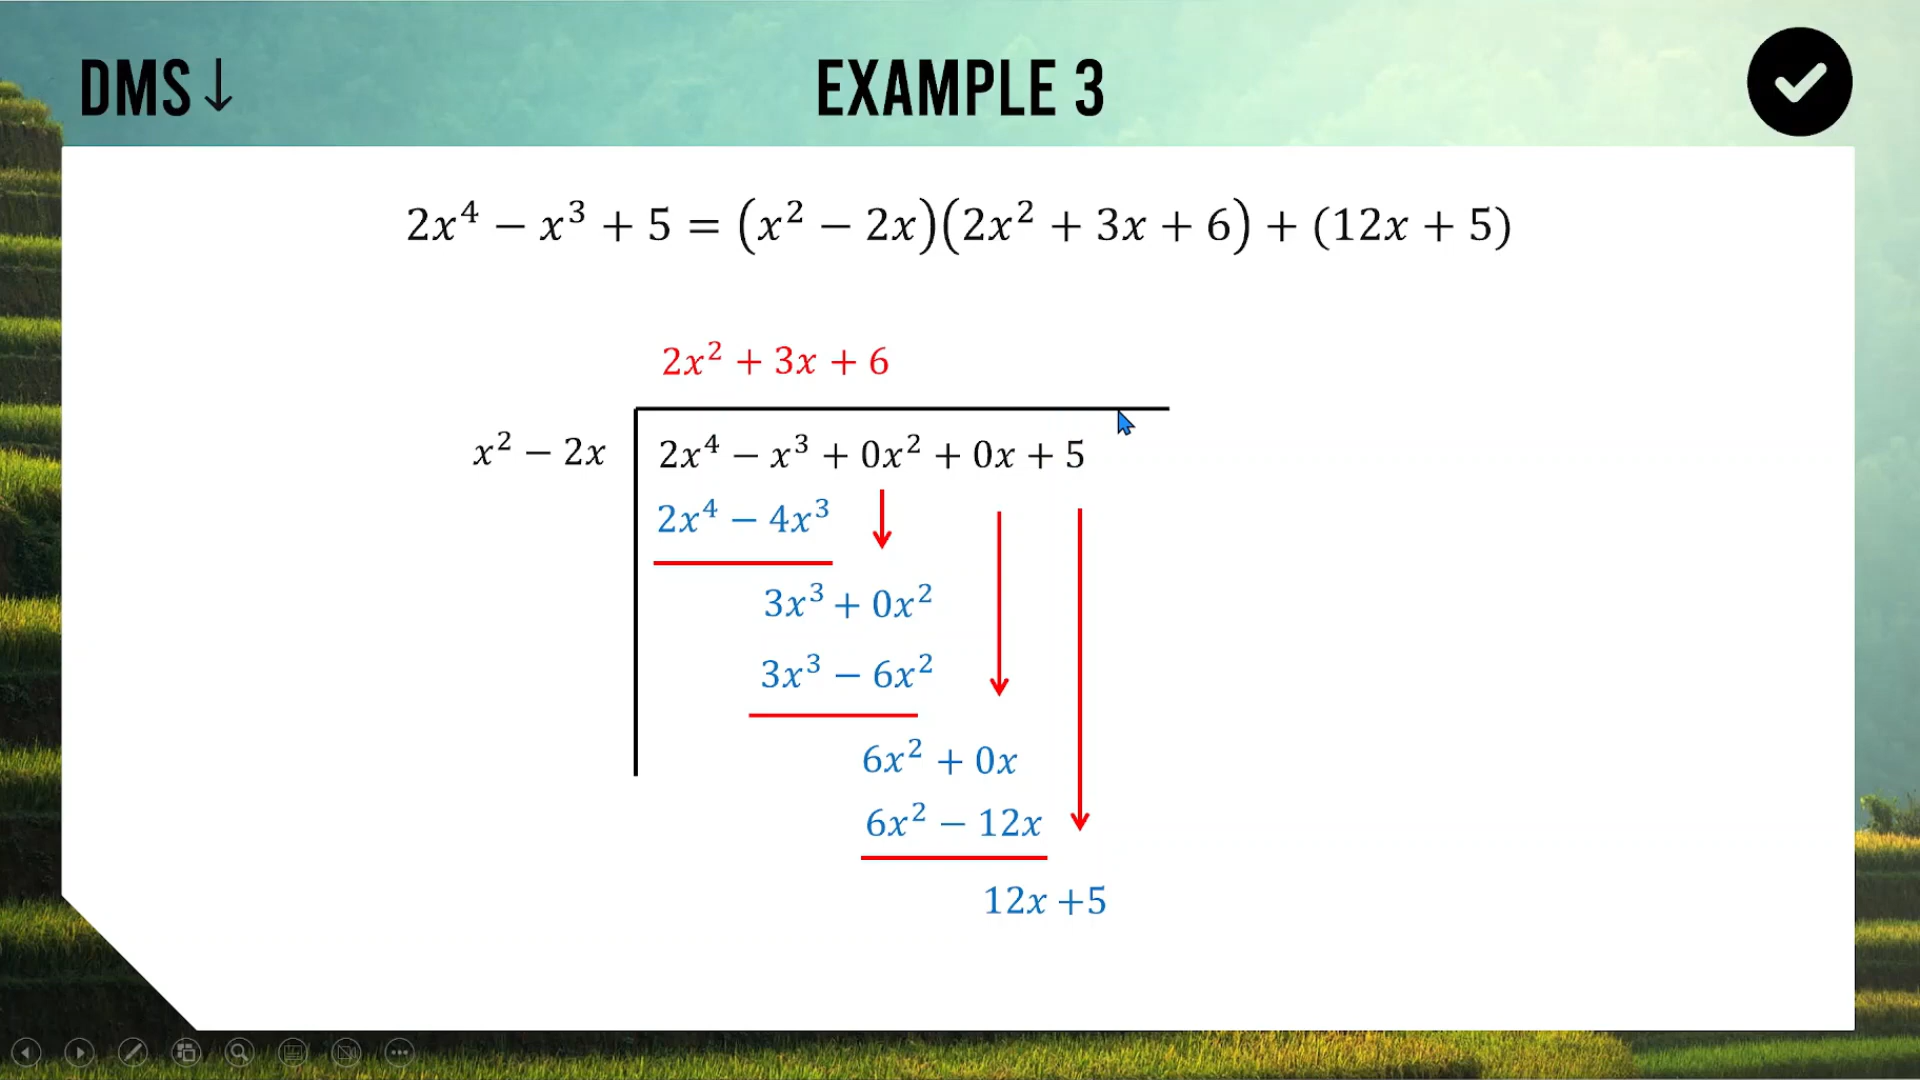 DMS↓
EXAMPLE 3
2x⁴ − x³ + 5 = (x² − 2x)(2x² + 3x + 6) + (12x + 5)
2x² + 3x + 6
x² − 2x
2x⁴ − x³ + 0x² + 0x + 5
2x⁴ − 4x³
3x³ + 0x²
3x³ − 6x²
6x² + 0x
6x² − 12x
12x +5